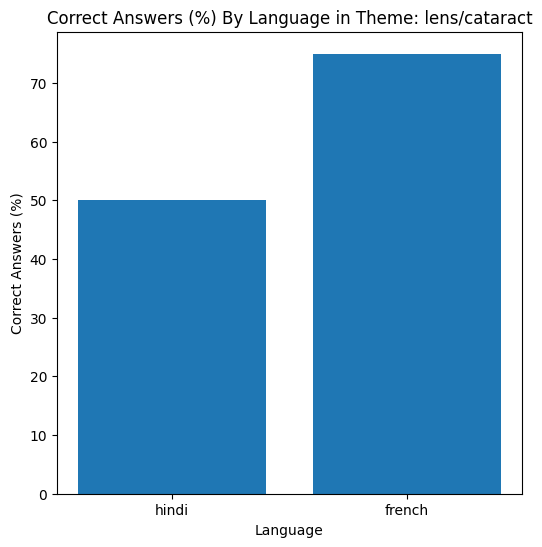 Correct Answers (%) By Language in Theme: lens/cataract
Correct Answers (%)
70
60
50
40
30
20
10
0
hindi
french
Language